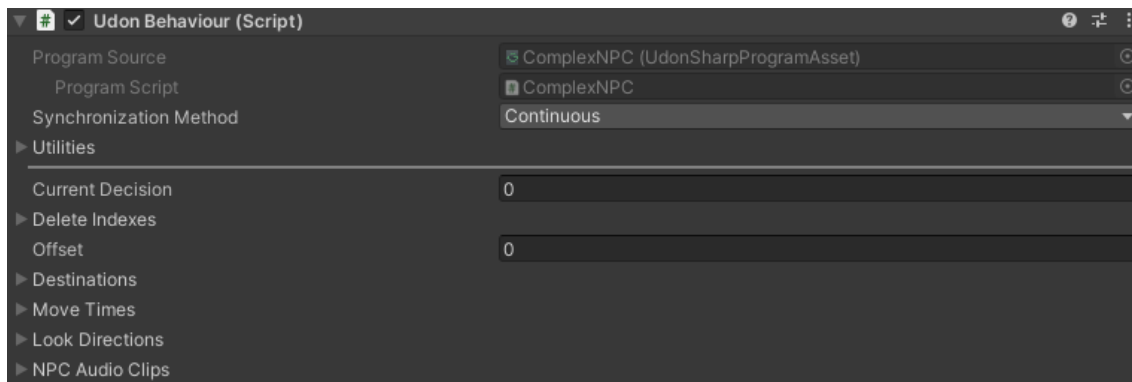 Udon Behaviour (Script)
Program Source ComplexNPC (UdonSharpProgramAsset)
Program Script ComplexNPC
Synchronization Method Continuous
Utilities
Current Decision 0
Delete Indexes
Offset 0
Destinations
Move Times
Look Directions
NPC Audio Clips